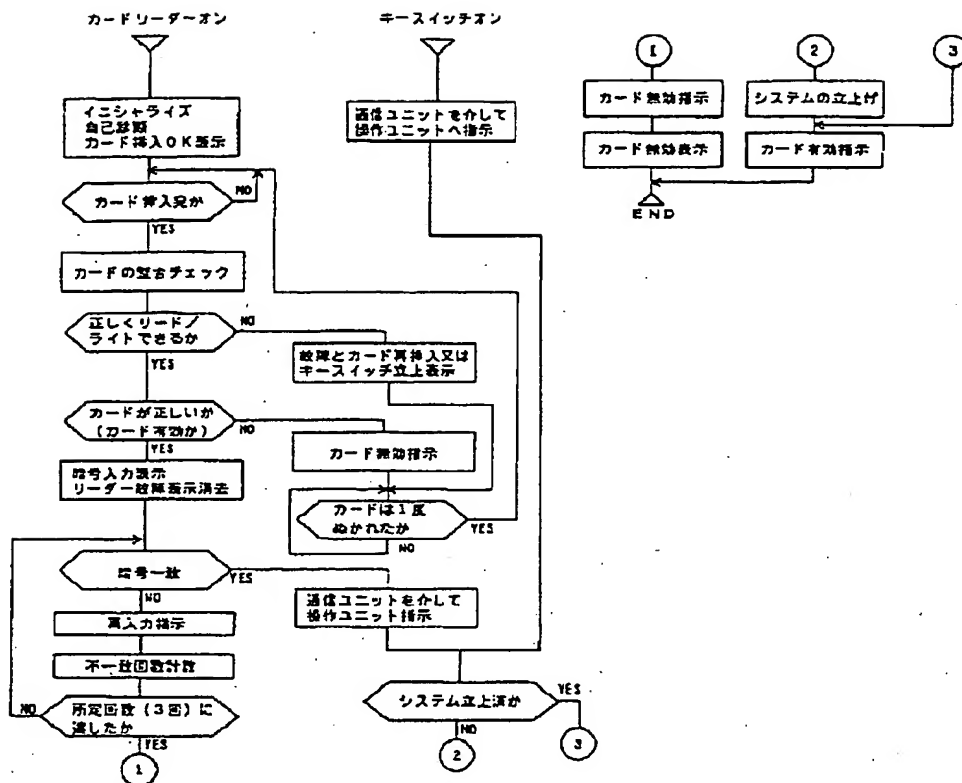 カードリーダーオン
イニシャライズ
自己診断
カード挿入OK表示
カード挿入完か
NO
YES
カードの整合チェック
正しくリード/
ライトできるか
NO
YES
カードが正しいか
(カード有効か)
NO
YES
暗号入力表示
リーダー故障表示消去
暗号一致
YES
NO
再入力指示
不一致回数計数
所定回数(3回)に
達したか
NO
YES
1
キースイッチオン
通信ユニットを介して
操作ユニットへ指示
故障とカード再挿入又は
キースイッチ立上表示
カード無効指示
カードは1度
ぬかれたか
YES
NO
通信ユニットを介して
操作ユニット指示
システム立上済か
YES
NO
2
3
1
カード無効指示
カード無効表示
END
2
システムの立上げ
カード有効指示
3